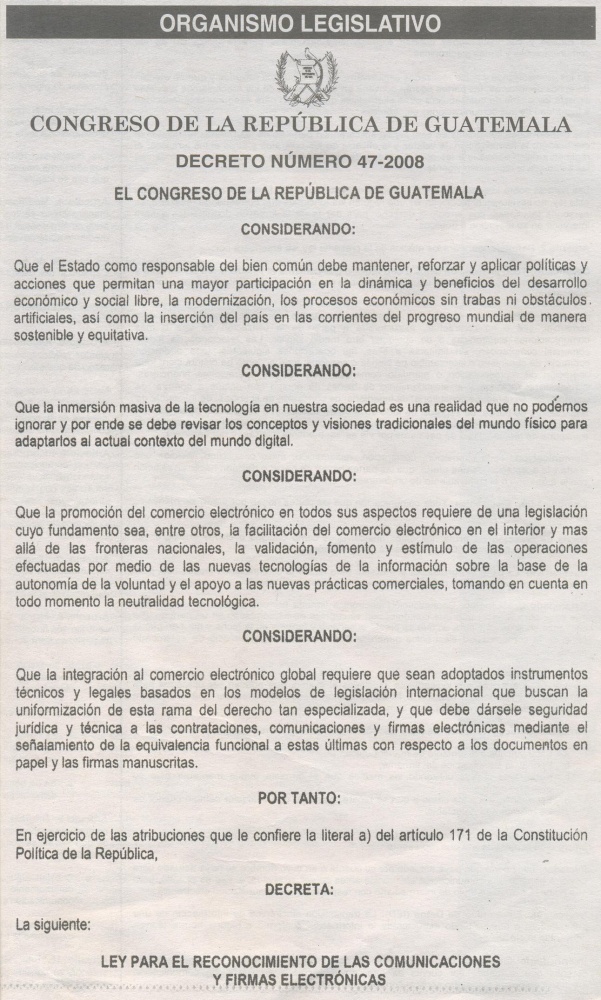 ORGANISMO LEGISLATIVO
CONGRESO DE LA REPÚBLICA DE GUATEMALA
DECRETO NÚMERO 47-2008
EL CONGRESO DE LA REPÚBLICA DE GUATEMALA
CONSIDERANDO:
Que el Estado como responsable del bien común debe mantener, reforzar y aplicar políticas y
acciones que permitan una mayor participación en la dinámica y beneficios del desarrollo
económico y social libre, la modernización, los procesos económicos sin trabas ni obstáculos
artificiales, así como la inserción del país en las corrientes del progreso mundial de manera
sostenible y equitativa.
CONSIDERANDO:
Que la inmersión masiva de la tecnología en nuestra sociedad es una realidad que no podemos
ignorar y por ende se debe revisar los conceptos y visiones tradicionales del mundo físico para
adaptarlos al actual contexto del mundo digital.
CONSIDERANDO:
Que la promoción del comercio electrónico en todos sus aspectos requiere de una legislación
cuyo fundamento sea, entre otros, la facilitación del comercio electrónico en el interior y mas
allá de las fronteras nacionales, la validación, fomento y estímulo de las operaciones
efectuadas por medio de las nuevas tecnologías de la información sobre la base de la
autonomía de la voluntad y el apoyo a las nuevas prácticas comerciales, tomando en cuenta en
todo momento la neutralidad tecnológica.
CONSIDERANDO:
Que la integración al comercio electrónico global requiere que sean adoptados instrumentos
técnicos y legales basados en los modelos de legislación internacional que buscan la
uniformización de esta rama del derecho tan especializada, y que debe dársele seguridad
jurídica y técnica a las contrataciones, comunicaciones y firmas electrónicas mediante el
señalamiento de la equivalencia funcional a estas últimas con respecto a los documentos en
papel y las firmas manuscritas.
POR TANTO:
En ejercicio de las atribuciones que le confiere la literal a) del artículo 171 de la Constitución
Política de la República,
DECRETA:
La siguiente:
LEY PARA EL RECONOCIMIENTO DE LAS COMUNICACIONES
Y FIRMAS ELECTRÓNICAS